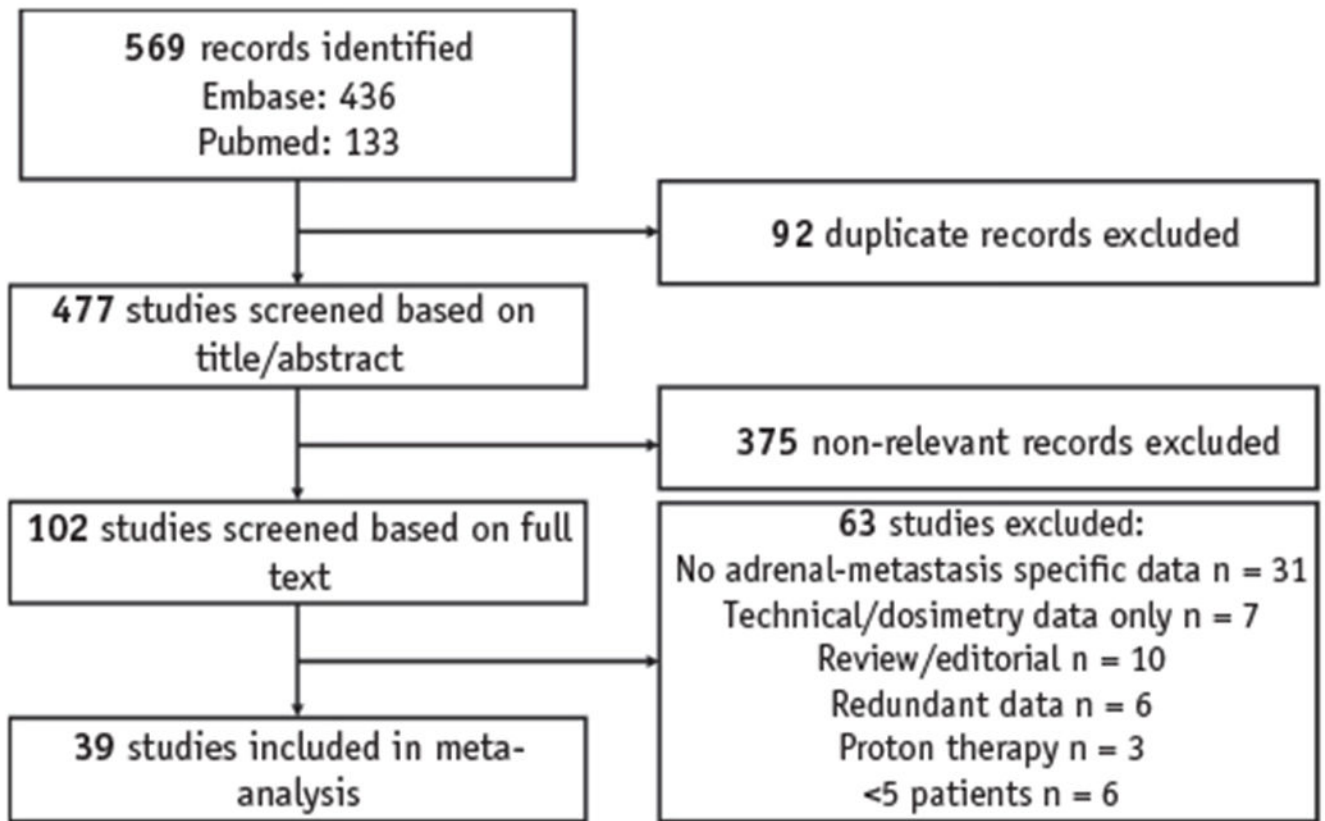 569 records identified
Embase: 436
Pubmed: 133
92 duplicate records excluded
477 studies screened based on
title/abstract
375 non-relevant records excluded
102 studies screened based on full
text
63 studies excluded:
No adrenal-metastasis specific data n = 31
Technical/dosimetry data only n = 7
Review/editorial n = 10
Redundant data n = 6
Proton therapy n = 3
<5 patients n = 6
39 studies included in meta-
analysis